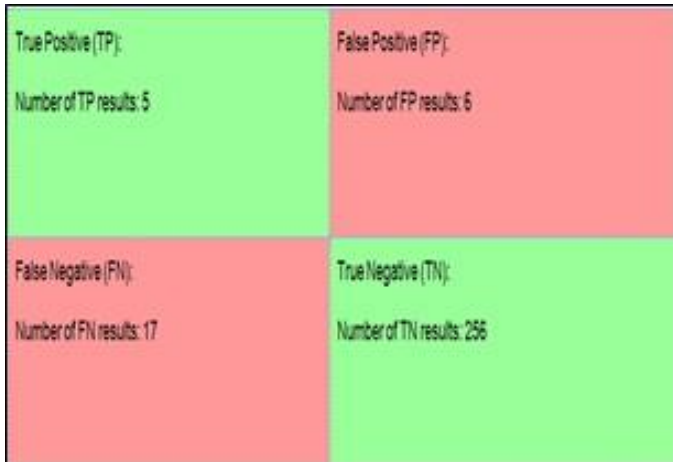 True Positive (TP):
Number of TP results: 5
False Positive (FP):
Number of FP results: 6
False Negative (FN):
Number of FN results: 17
True Negative (TN):
Number of TN results: 256